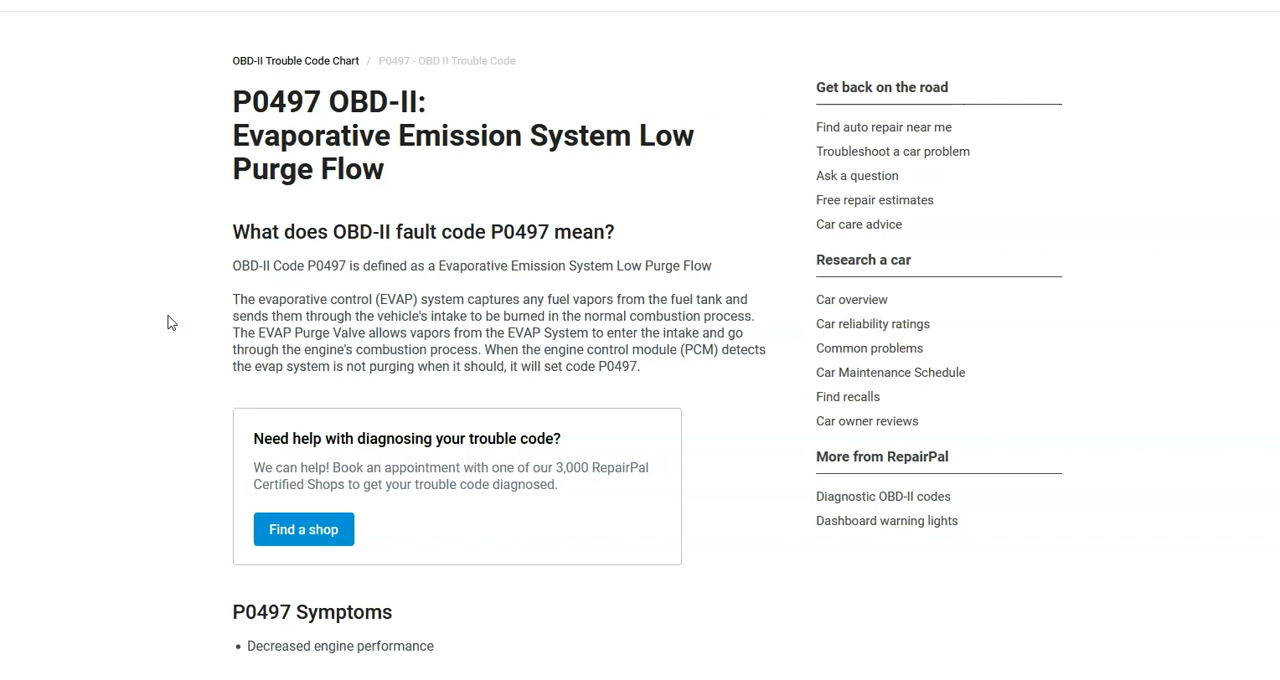 OBD-II Trouble Code Chart / P0497 - OBD II Trouble Code
P0497 OBD-II:
Evaporative Emission System Low
Purge Flow
What does OBD-II fault code P0497 mean?
OBD-II Code P0497 is defined as a Evaporative Emission System Low Purge Flow
The evaporative control (EVAP) system captures any fuel vapors from the fuel tank and
sends them through the vehicle's intake to be burned in the normal combustion process.
The EVAP Purge Valve allows vapors from the EVAP System to enter the intake and go
through the engine's combustion process. When the engine control module (PCM) detects
the evap system is not purging when it should, it will set code P0497.
Need help with diagnosing your trouble code?
We can help! Book an appointment with one of our 3,000 RepairPal
Certified Shops to get your trouble code diagnosed.
Find a shop
P0497 Symptoms
• Decreased engine performance
Get back on the road
Find auto repair near me
Troubleshoot a car problem
Ask a question
Free repair estimates
Car care advice
Research a car
Car overview
Car reliability ratings
Common problems
Car Maintenance Schedule
Find recalls
Car owner reviews
More from RepairPal
Diagnostic OBD-II codes
Dashboard warning lights